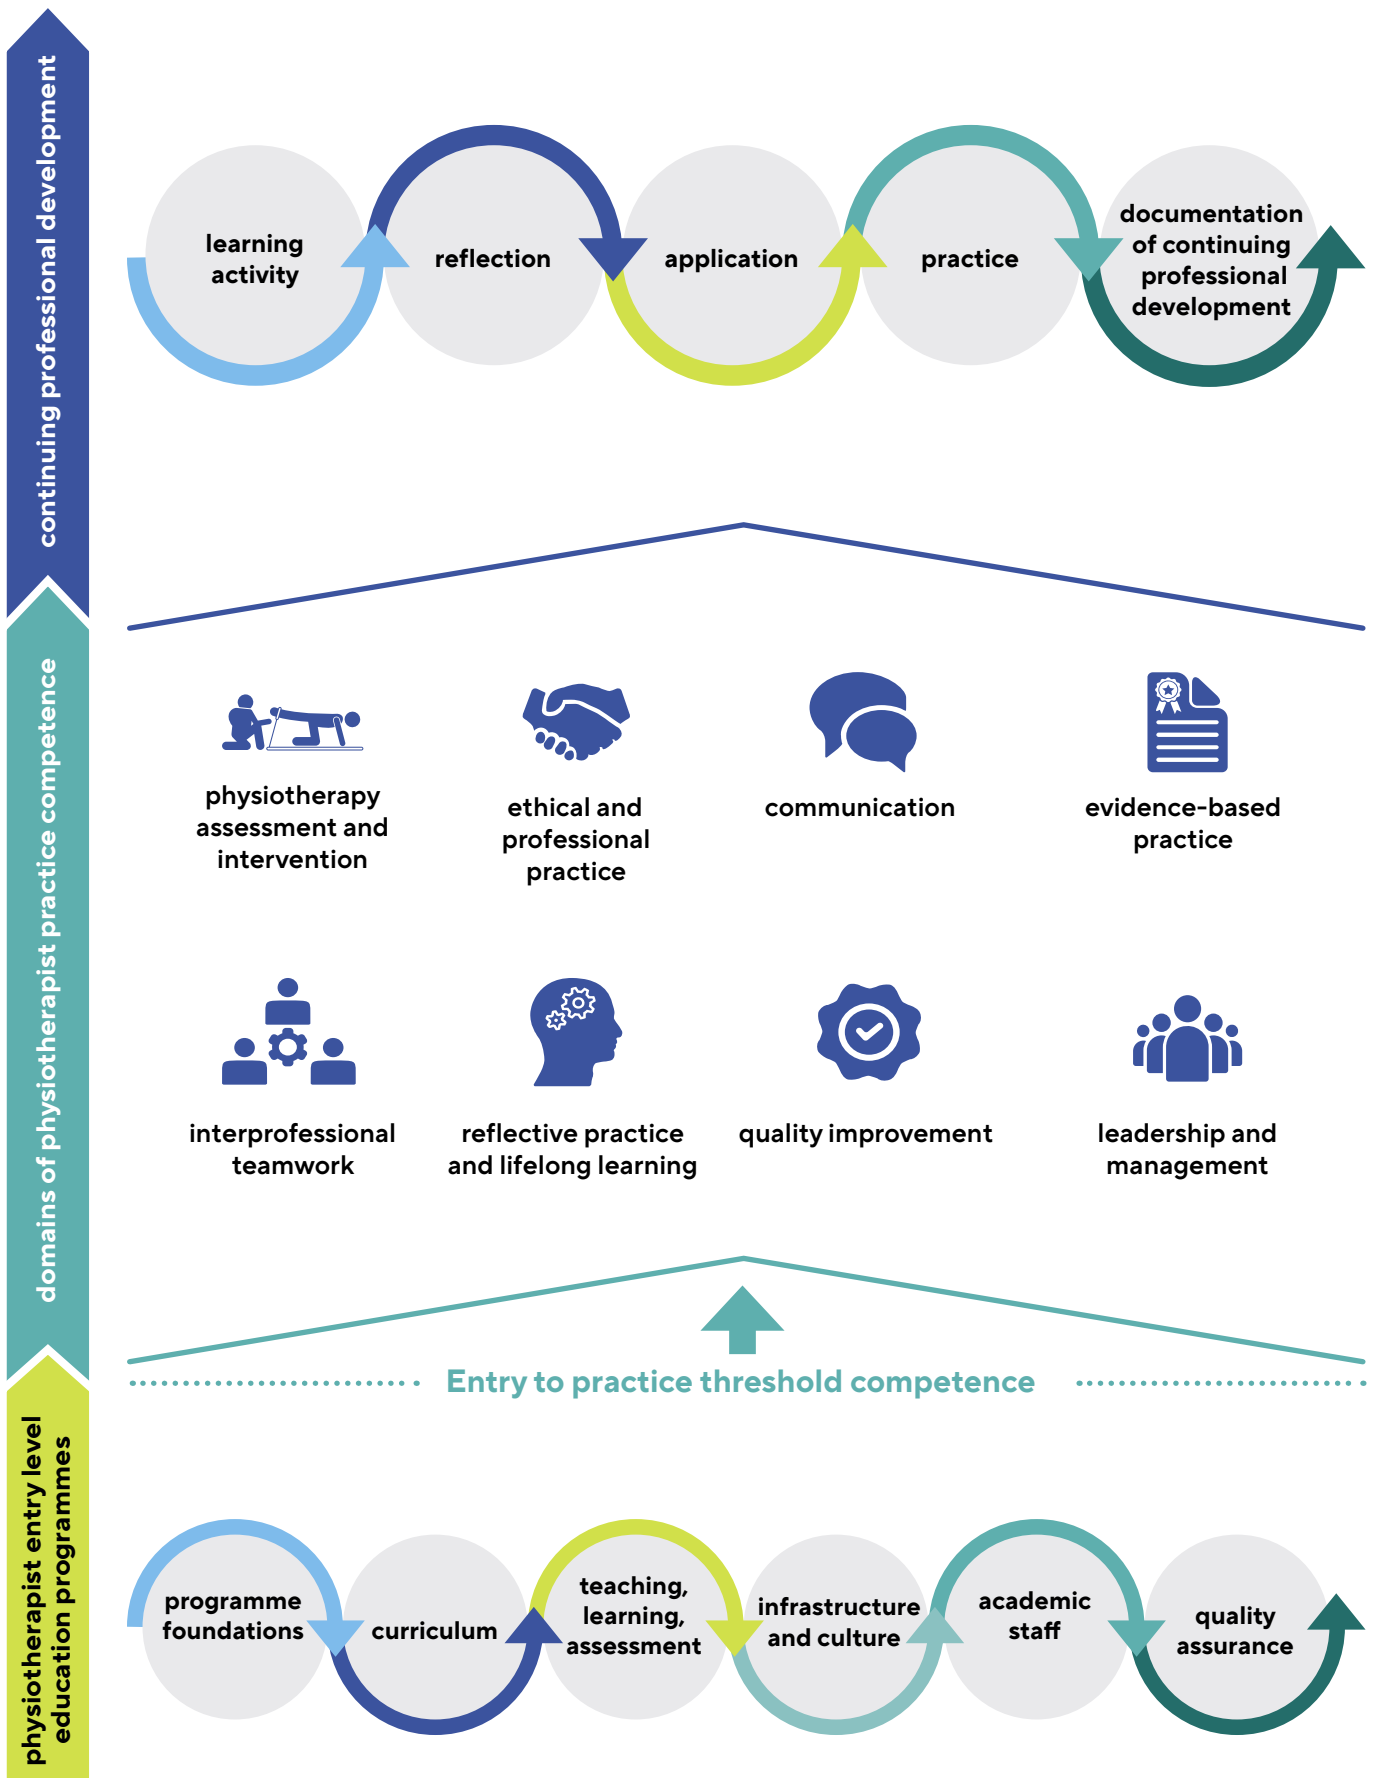 continuing professional development
learning
activity
reflection
application
practice
documentation
of continuing
professional
development
domains of physiotherapist practice competence
physiotherapy
assessment and
intervention
ethical and
professional
practice
communication
evidence-based
practice
interprofessional
teamwork
reflective practice
and lifelong learning
quality improvement
leadership and
management
Entry to practice threshold competence
physiotherapist entry level
education programmes
programme
foundations
curriculum
teaching,
learning,
assessment
infrastructure
and culture
academic
staff
quality
assurance